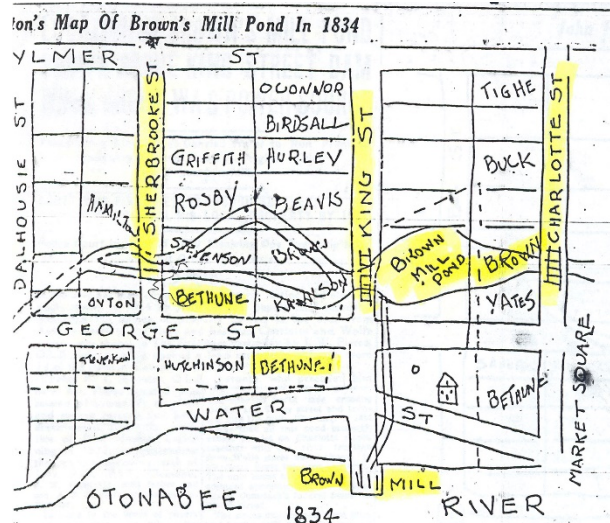 ton's Map Of Brown's Mill Pond In 1834
YLMER ST
DALHOUSIE ST
SHERBROOKE ST
KING ST
CHARLOTTE ST
OCONNOR
TIGHE
BIRDSALL
GRIFFITH HURLEY
BUCK
ROSBY BEAVIS
HAMILTON
STEVENSON BROWN
BROWN MILL POND
BROWN
OVTON
BETHUNE
YATES
GEORGE ST
STEVENSON
HUTCHINSON
BETHUNE
BETHUNE
MARKET SQUARE
WATER ST
BROWN MILL
OTONABEE RIVER
1834